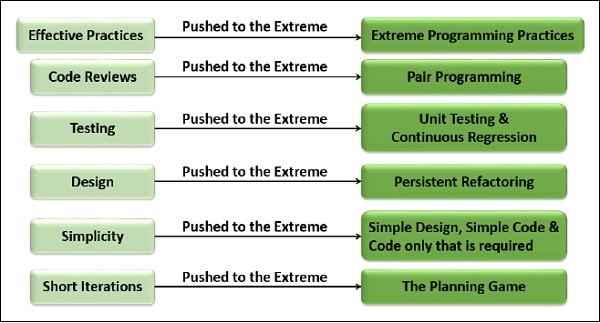 Effective Practices Pushed to the Extreme Extreme Programming Practices
Code Reviews Pushed to the Extreme Pair Programming
Testing Pushed to the Extreme Unit Testing &
Continuous Regression
Design Pushed to the Extreme Persistent Refactoring
Simplicity Pushed to the Extreme Simple Design, Simple Code &
Code only that is required
Short Iterations Pushed to the Extreme The Planning Game